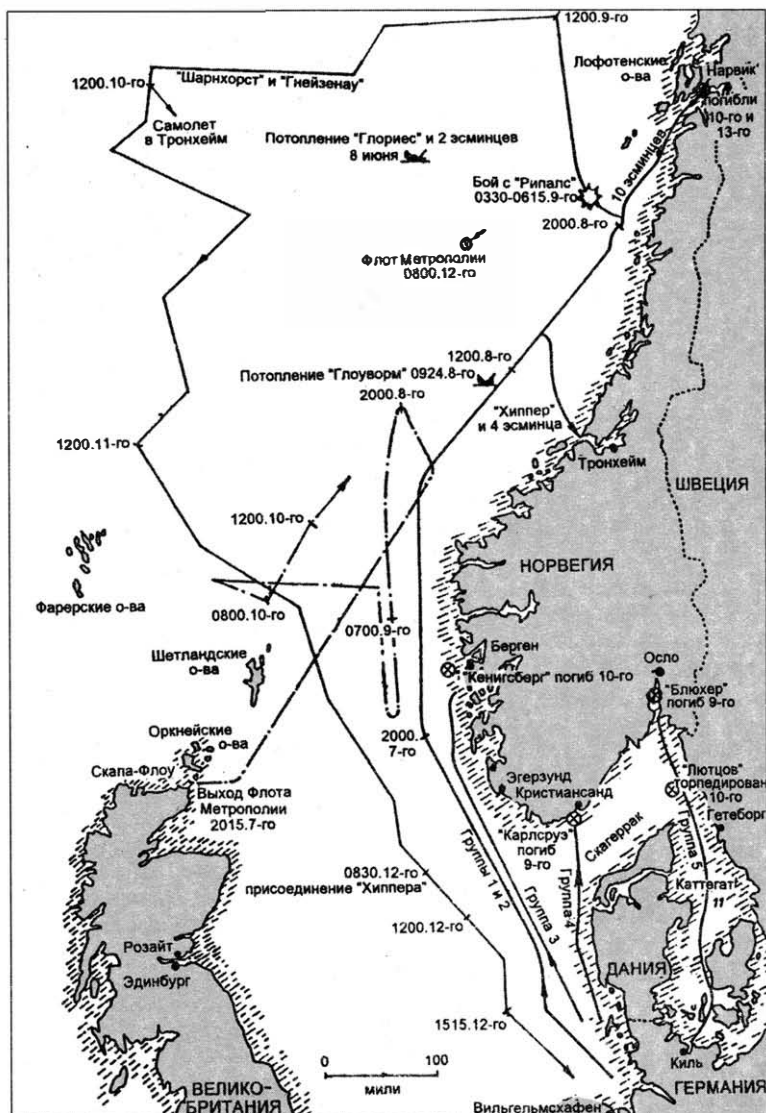 1200.9-го
Лофотенские
о-ва
Нарвик
погибли
10-го и
13-го
1200.10-го
"Шарнхорст" и "Гнейзенау"
Самолет
в Тронхейм
Потопление "Глориес" и 2 эсминцев
8 июня
10 эсминцев
Бой с "Рипалс"
0330-0615.9-го
2000.8-го
Флот Метрополии
0800.12-го
1200.8-го
Потопление "Глоуворм" 0924.8-го
2000.8-го
"Хиппер"
и 4 эсминца
Тронхейм
1200.11-го
ШВЕЦИЯ
1200.10-го
НОРВЕГИЯ
Фарерские о-ва
0800.10-го
0700.9-го
Шетландские
о-ва
Берген
"Кенигсберг" погиб 10-го
Осло
"Блюхер"
погиб 9-го
Оркнейские
о-ва
2000.
7-го
Скапа-Флоу
Выход Флота
Метрополии
2015.7-го
Эгерзунд
Кристиансанд
"Лютцов"
торпедирован
10-го
Гетеборг
"Карлсруэ"
погиб
9-го
Скагеррак
Группа 5
Группы 1 и 2
Группа 3
Группа 4
Каттегат
11
0830.12-го
присоединение "Хиппера"
1200.12-го
Розайт
Эдинбург
ДАНИЯ
1515.12-го
0 100
мили
Киль
ВЕЛИКО-
БРИТАНИЯ
ГЕРМАНИЯ
Вильгельмсхафен